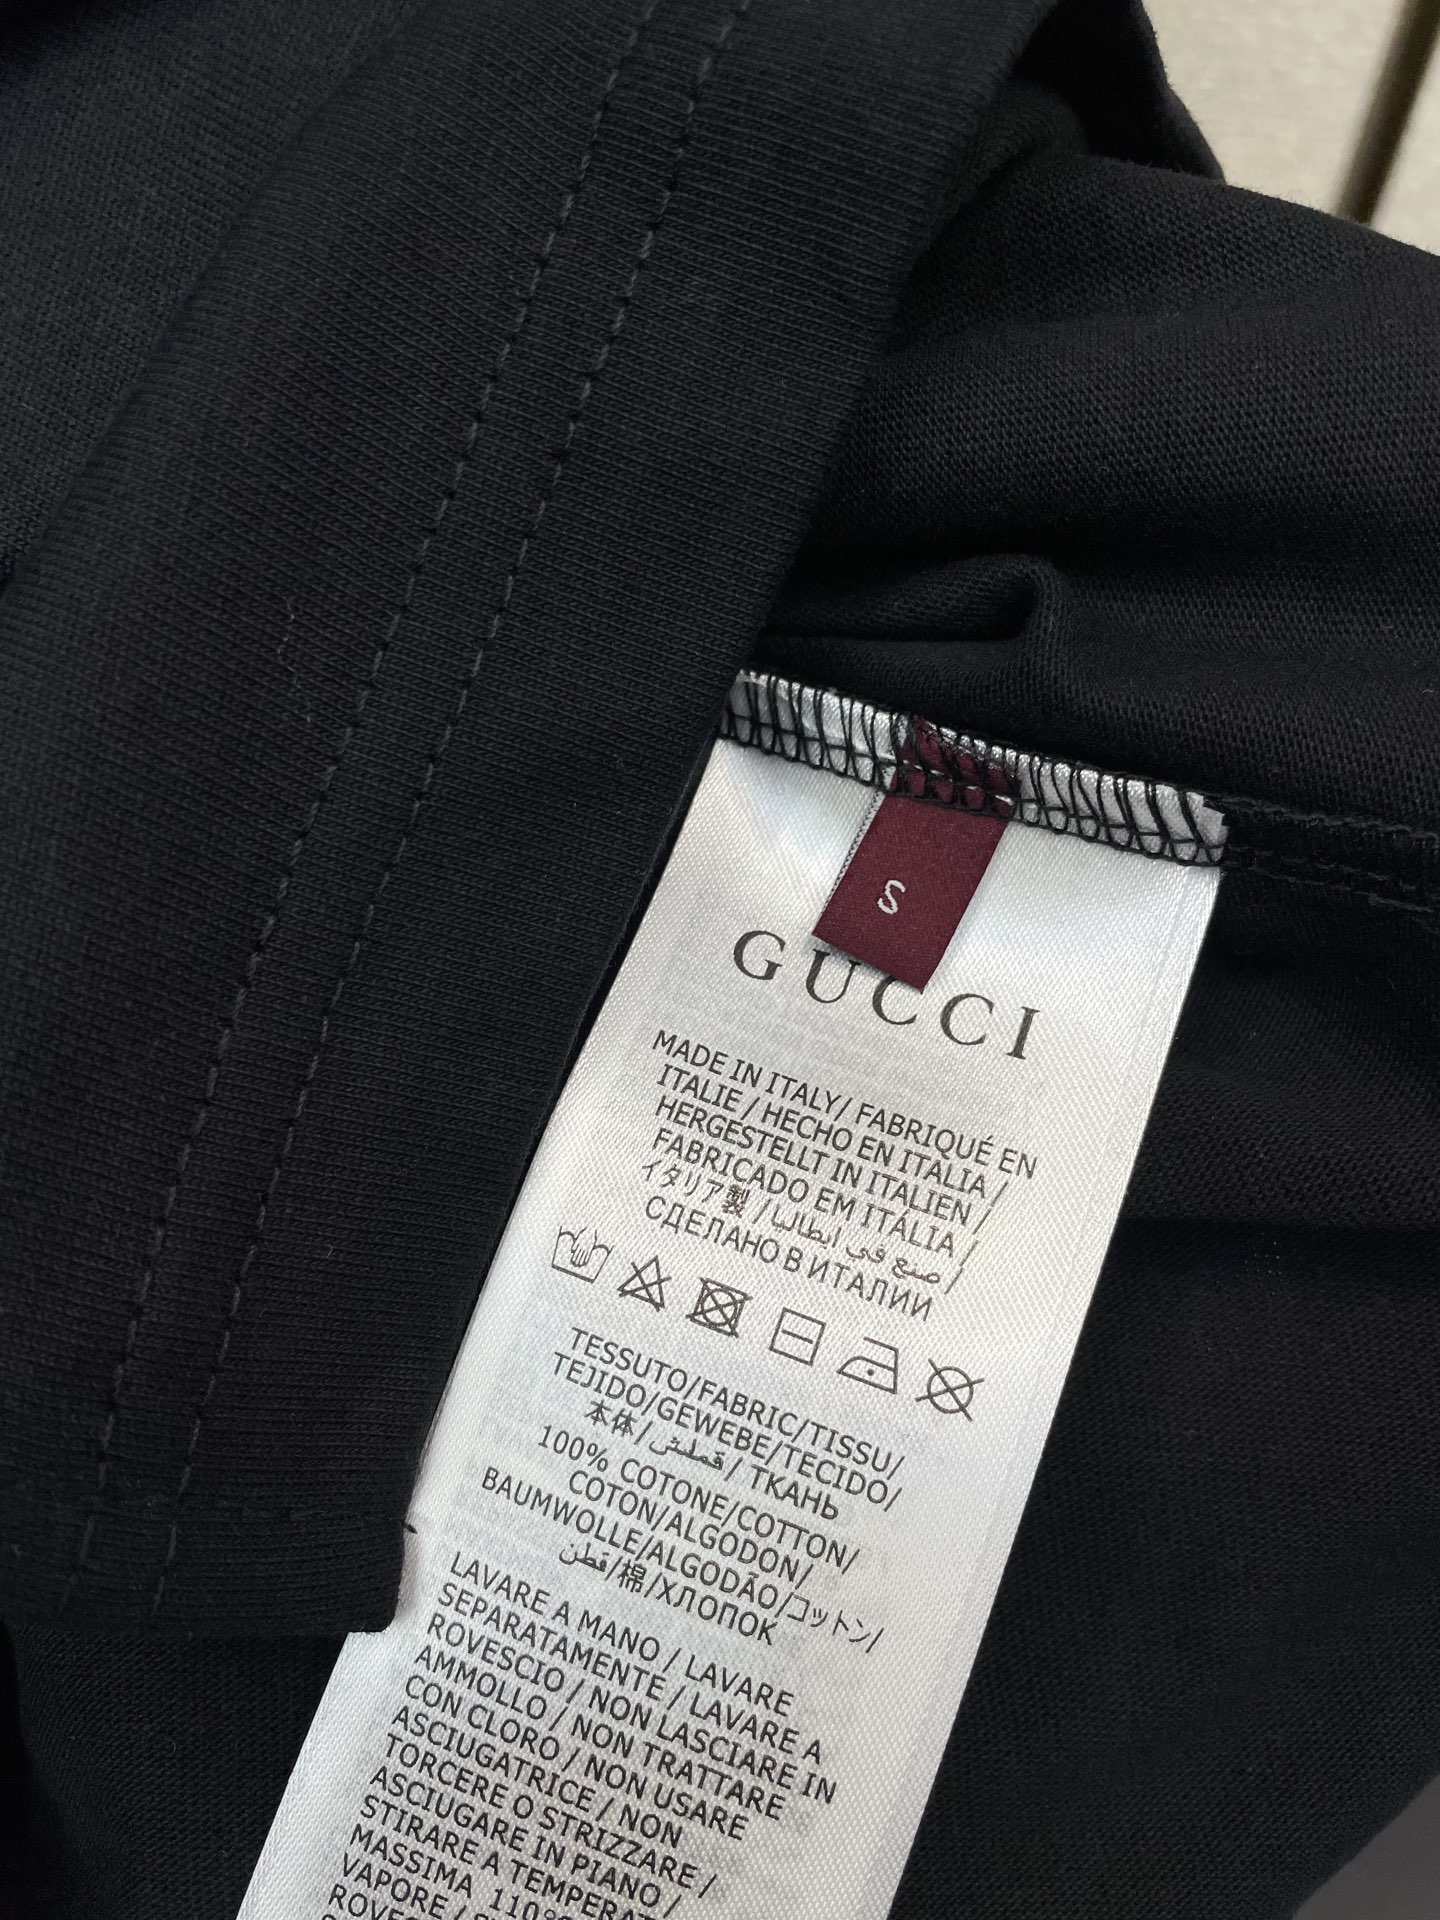 S
GUCCI
MADE IN ITALY/ FABRIQUÉ EN
ITALIE / HECHO EN ITALIA /
HERGESTELLT IN ITALIEN /
FABRICADO EM ITÁLIA /
イタリア製 / صنع في ايطاليا /
СДЕЛАНО В ИТАЛИИ
TESSUTO/FABRIC/TISSU/
TEJIDO/GEWEBE/TECIDO/
本体/قطش / ТКАНЬ
100% COTONE/COTTON/
COTON/ALGODON/
BAUMWOLLE/ALGODÃO/コットン/
قطن/棉/ХЛОПОК
LAVARE A MANO / LAVARE
SEPARATAMENTE / LAVARE A
ROVESCIO / NON LASCIARE IN
AMMOLLO / NON TRATTARE
CON CLORO / NON USARE
ASCIUGATRICE / NON
TORCERE O STRIZZARE /
ASCIUGARE IN PIANO /
STIRARE A TEMPERAT
MASSIMA 110°
VAPORE /
ROVES